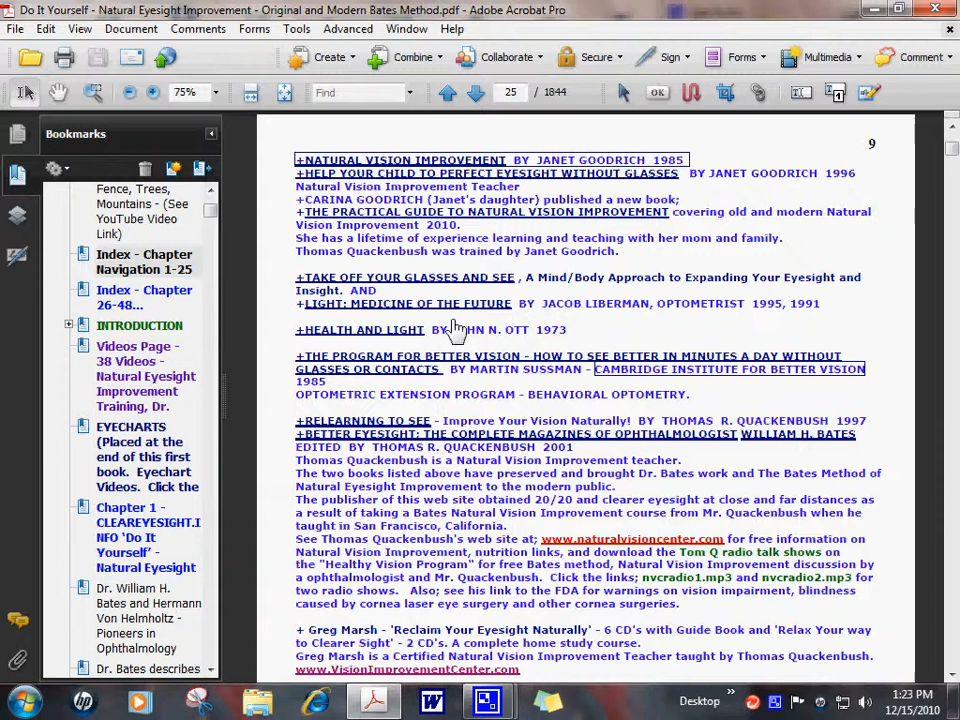 Do It Yourself - Natural Eyesight Improvement - Original and Modern Bates Method.pdf - Adobe Acrobat Pro
File Edit View Document Comments Forms Tools Advanced Window Help
Create Combine Collaborate Secure Sign Forms Multimedia Comment
75% Find 25 / 1844
Bookmarks
Fence, Trees,
Mountains - (See
YouTube Video
Link)
Index - Chapter
Navigation 1-25
Index - Chapter
26-48...
INTRODUCTION
Videos Page -
38 Videos -
Natural Eyesight
Improvement
Training, Dr.
EYECHARTS
(Placed at the
end of this first
book. Eyechart
Videos. Click the
Chapter 1 -
CLEAREYESIGHT.I
NFO 'Do It
Yourself' -
Natural Eyesight
Dr. William H.
Bates and Hermann
Von Helmholtz -
Pioneers in
Ophthalmology
Dr. Bates describes
9
+NATURAL VISION IMPROVEMENT BY JANET GOODRICH 1985
+HELP YOUR CHILD TO PERFECT EYESIGHT WITHOUT GLASSES BY JANET GOODRICH 1996
Natural Vision Improvement Teacher
+CARINA GOODRICH (Janet's daughter) published a new book;
+THE PRACTICAL GUIDE TO NATURAL VISION IMPROVEMENT covering old and modern Natural
Vision Improvement 2010.
She has a lifetime of experience learning and teaching with her mom and family.
Thomas Quackenbush was trained by Janet Goodrich.
+TAKE OFF YOUR GLASSES AND SEE , A Mind/Body Approach to Expanding Your Eyesight and
Insight. AND
+LIGHT: MEDICINE OF THE FUTURE BY JACOB LIBERMAN, OPTOMETRIST 1995, 1991
+HEALTH AND LIGHT BY JOHN N. OTT 1973
+THE PROGRAM FOR BETTER VISION - HOW TO SEE BETTER IN MINUTES A DAY WITHOUT
GLASSES OR CONTACTS BY MARTIN SUSSMAN - CAMBRIDGE INSTITUTE FOR BETTER VISION
1985
OPTOMETRIC EXTENSION PROGRAM - BEHAVIORAL OPTOMETRY.
+RELEARNING TO SEE - Improve Your Vision Naturally! BY THOMAS R. QUACKENBUSH 1997
+BETTER EYESIGHT: THE COMPLETE MAGAZINES OF OPHTHALMOLOGIST WILLIAM H. BATES
EDITED BY THOMAS R. QUACKENBUSH 2001
Thomas Quackenbush is a Natural Vision Improvement teacher.
The two books listed above have preserved and brought Dr. Bates work and The Bates Method of
Natural Eyesight Improvement to the modern public.
The publisher of this web site obtained 20/20 and clearer eyesight at close and far distances as
a result of taking a Bates Natural Vision Improvement course from Mr. Quackenbush when he
taught in San Francisco, California.
See Thomas Quackenbush's web site at; www.naturalvisioncenter.com for free information on
Natural Vision Improvement, nutrition links, and download the Tom Q radio talk shows on
the "Healthy Vision Program" for free Bates method, Natural Vision Improvement discussion by
a ophthalmologist and Mr. Quackenbush. Click the links; nvcradio1.mp3 and nvcradio2.mp3 for
two radio shows. Also; see his link to the FDA for warnings on vision impairment, blindness
caused by cornea laser eye surgery and other cornea surgeries.
+ Greg Marsh - 'Reclaim Your Eyesight Naturally' - 6 CD's with Guide Book and 'Relax Your way
to Clearer Sight' - 2 CD's. A complete home study course.
Greg Marsh is a Certified Natural Vision Improvement Teacher taught by Thomas Quackenbush.
www.VisionImprovementCenter.com
Desktop
1:23 PM
12/15/2010